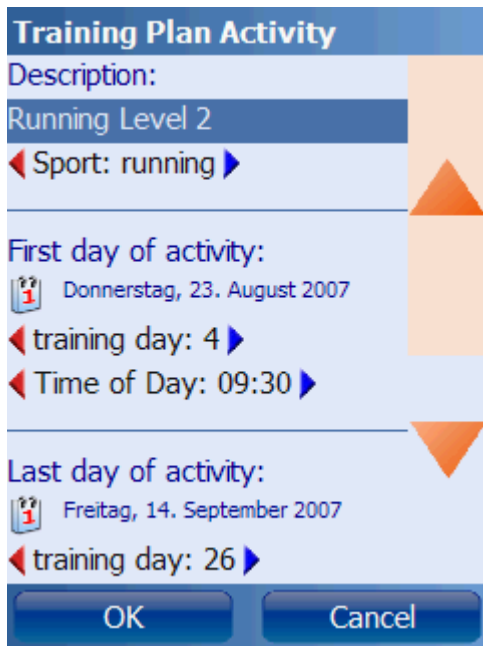 Training Plan Activity
Description:
Running Level 2
Sport: running
First day of activity:
Donnerstag, 23. August 2007
training day: 4
Time of Day: 09:30
Last day of activity:
Freitag, 14. September 2007
training day: 26
OK Cancel